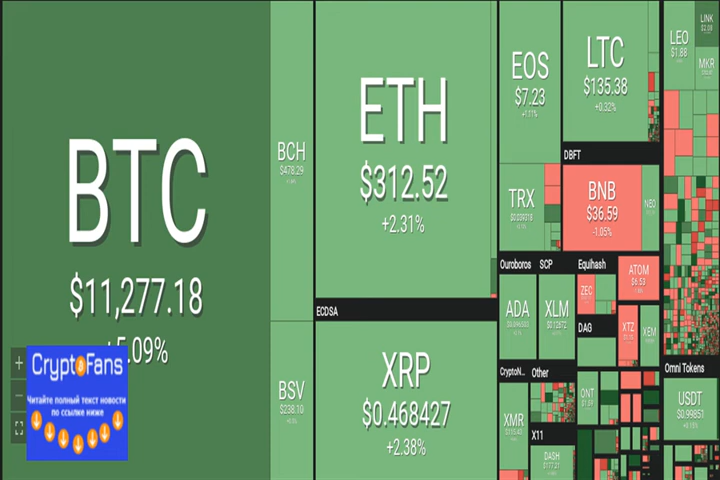 BTC
$11,277.18
5.09%
CryptoFans
Читайте полный текст новости
по ссылке ниже
BCH
$478.29
BSV
$238.10
ETH
$312.52
+2.31%
ECDSA
XRP
$0.468427
+2.38%
EOS
$7.23
TRX
$0.039318
LTC
$135.38
+0.32%
DBFT
BNB
$36.59
-1.05%
NEO
Ouroboros
SCP
Equihash
ADA
XLM
ZEC
ATOM
$6.53
DAG
XTZ
XEM
CryptoN...
Other
XMR
X11
DASH
ONT
LEO
$1.88
LINK
MKR
Omni Tokens
USDT
$0.99851